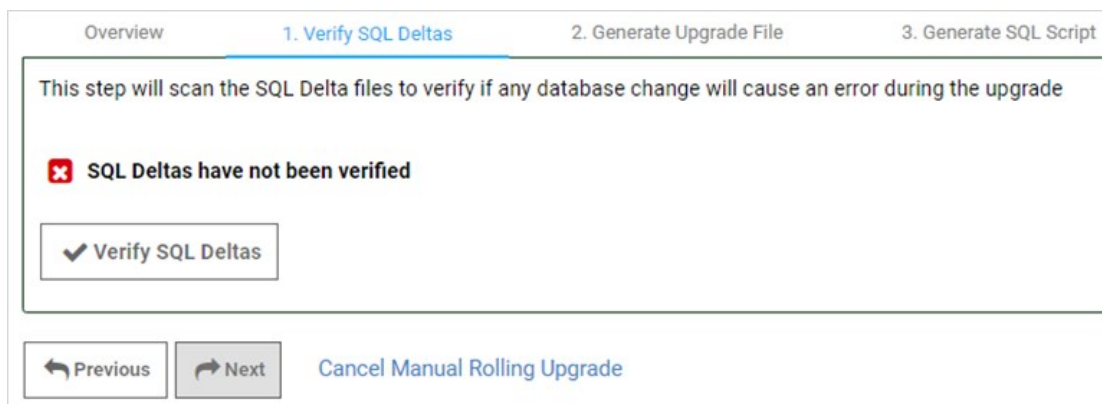 Overview 1. Verify SQL Deltas 2. Generate Upgrade File 3. Generate SQL Script
This step will scan the SQL Delta files to verify if any database change will cause an error during the upgrade
SQL Deltas have not been verified
Verify SQL Deltas
Previous Next Cancel Manual Rolling Upgrade